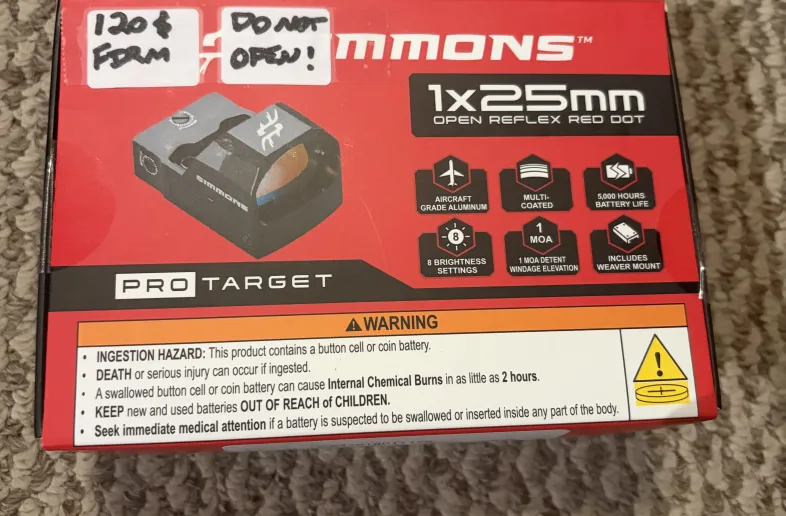 120$
FDRM
DO NOT
OPEN!
SIMMONS™
1x25mm
OPEN REFLEX RED DOT
SIMMONS
AIRCRAFT
GRADE ALUMINUM
MULTI-
COATED
5,000 HOURS
BATTERY LIFE
8
8 BRIGHTNESS
SETTINGS
1
MOA
1 MOA DETENT
WINDAGE ELEVATION
INCLUDES
WEAVER MOUNT
PRO TARGET
WARNING
• INGESTION HAZARD: This product contains a button cell or coin battery.
• DEATH or serious injury can occur if ingested.
• A swallowed button cell or coin battery can cause Internal Chemical Burns in as little as 2 hours.
• KEEP new and used batteries OUT OF REACH of CHILDREN.
• Seek immediate medical attention if a battery is suspected to be swallowed or inserted inside any part of the body.